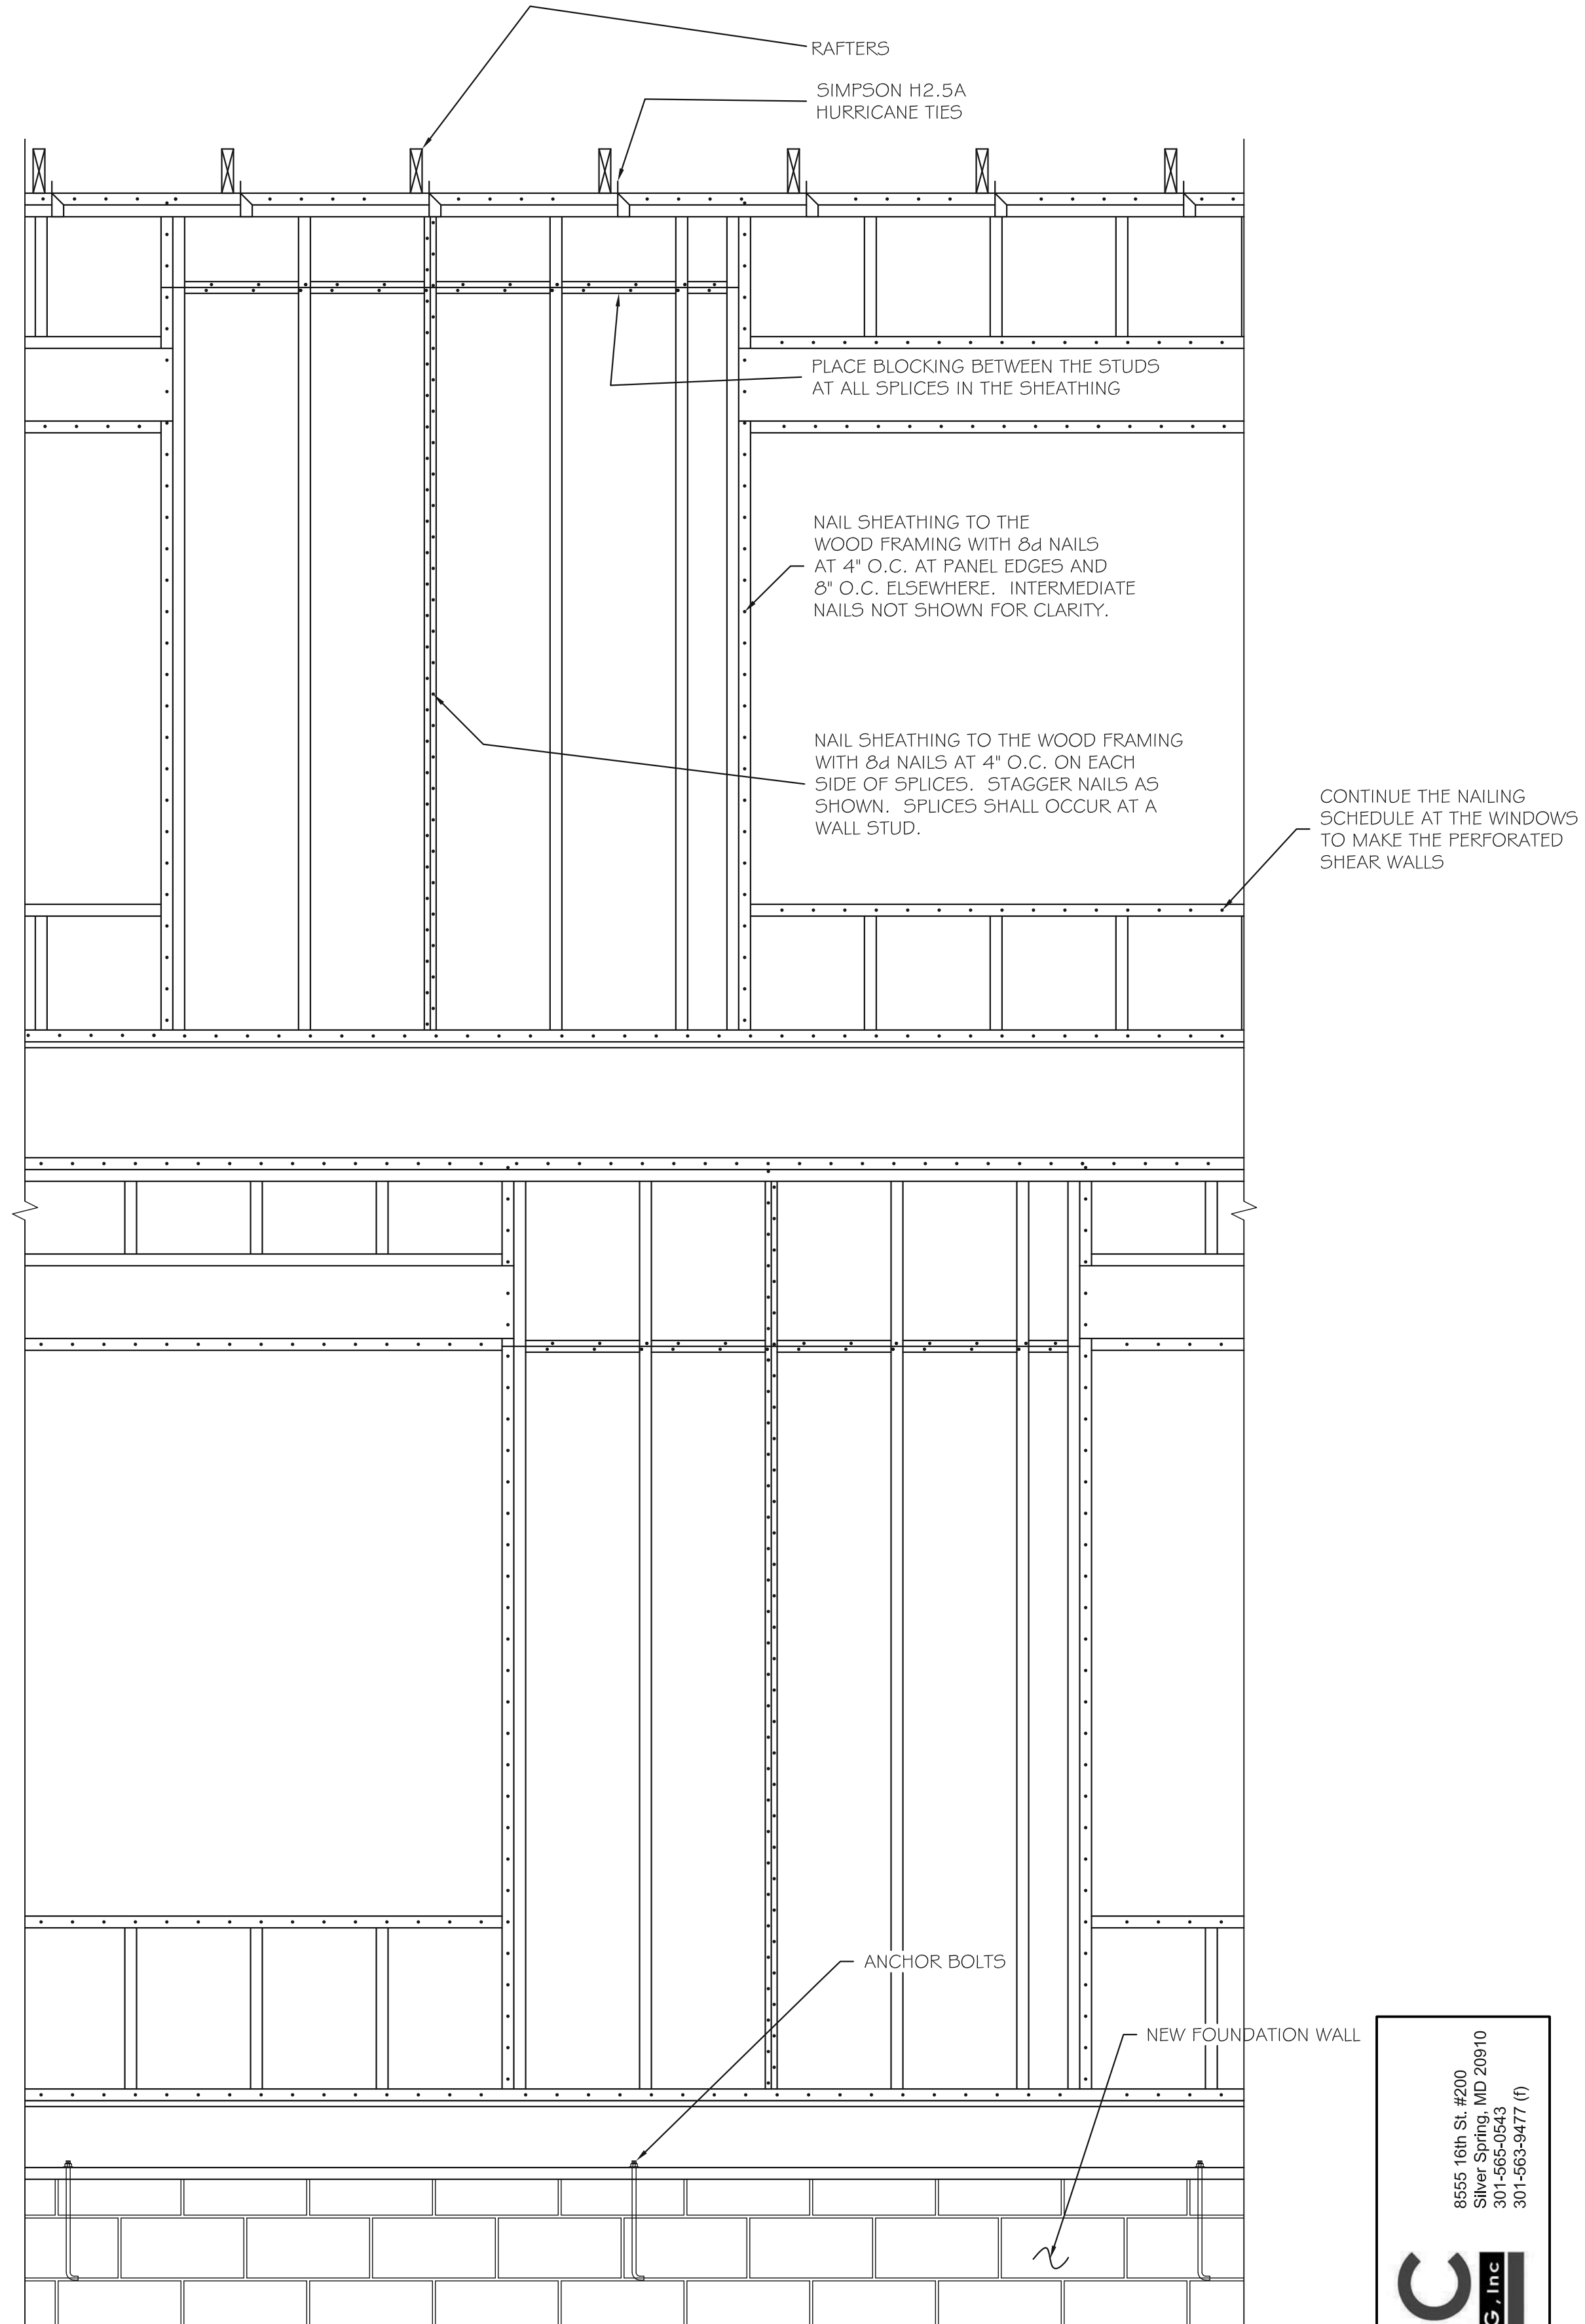 RAFTERS
SIMPSON H2.5A
HURRICANE TIES
PLACE BLOCKING BETWEEN THE STUDS
AT ALL SPLICES IN THE SHEATHING
NAIL SHEATHING TO THE
WOOD FRAMING WITH 8d NAILS
AT 4" O.C. AT PANEL EDGES AND
8" O.C. ELSEWHERE. INTERMEDIATE
NAILS NOT SHOWN FOR CLARITY.
NAIL SHEATHING TO THE WOOD FRAMING
WITH 8d NAILS AT 4" O.C. ON EACH
SIDE OF SPLICES. STAGGER NAILS AS
SHOWN. SPLICES SHALL OCCUR AT A
WALL STUD.
CONTINUE THE NAILING
SCHEDULE AT THE WINDOWS
TO MAKE THE PERFORATED
SHEAR WALLS
ANCHOR BOLTS
NEW FOUNDATION WALL
8555 16th St. #200
Silver Spring, MD 20910
301-565-0543
301-563-9477 (f)
C
G, Inc